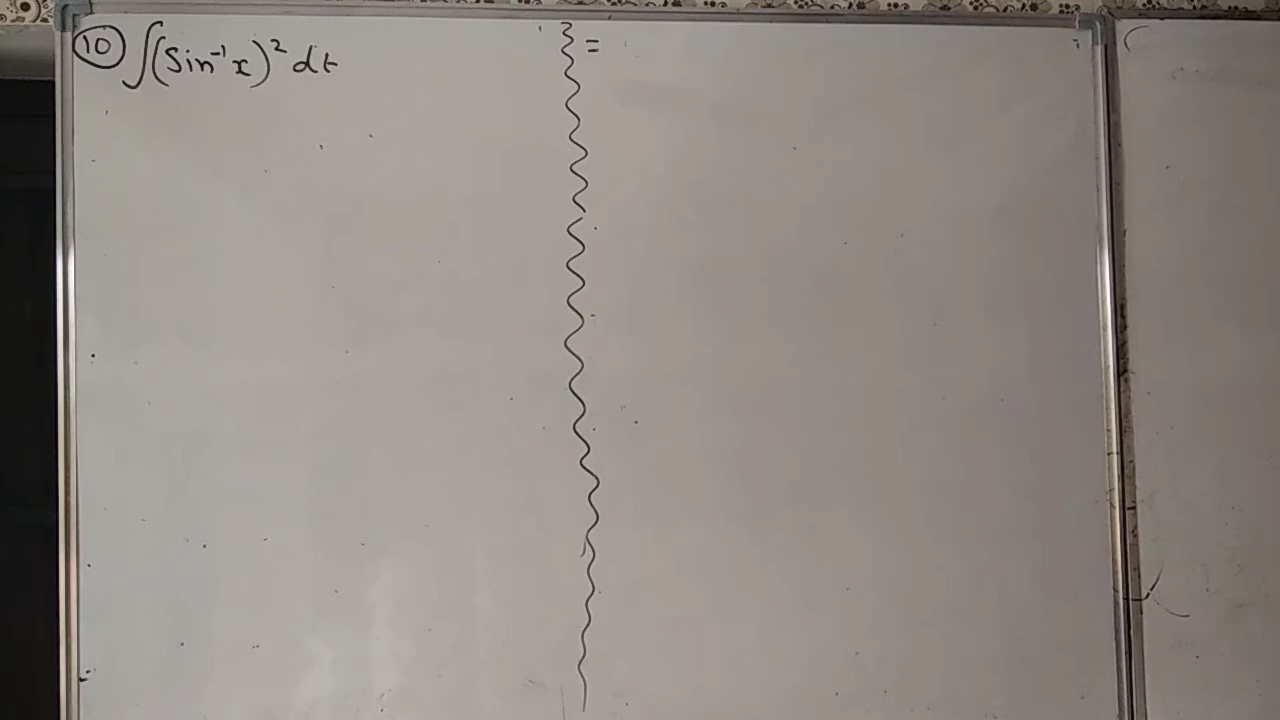 ⑩ ∫(Sin⁻¹x)² dt
=